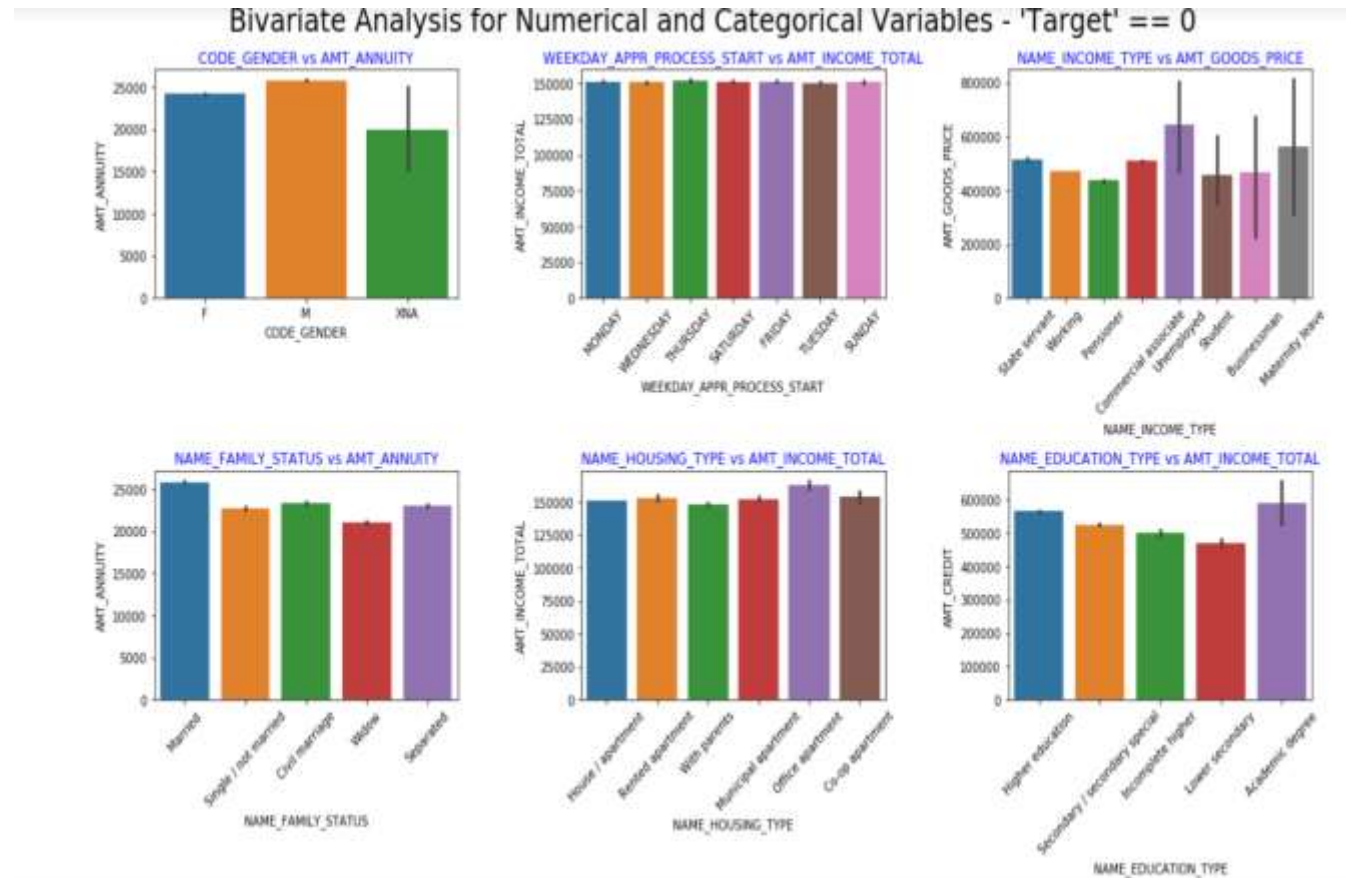 Bivariate Analysis for Numerical and Categorical Variables - 'Target' == 0
CODE_GENDER vs AMT_ANNUITY
AMT_ANNUITY
25000
20000
15000
10000
5000
0
F
M
XNA
CODE_GENDER
WEEKDAY_APPR_PROCESS_START vs AMT_INCOME_TOTAL
AMT_INCOME_TOTAL
150000
125000
100000
75000
50000
25000
0
MONDAY
WEDNESDAY
THURSDAY
SATURDAY
FRIDAY
TUESDAY
SUNDAY
WEEKDAY_APPR_PROCESS_START
NAME_INCOME_TYPE vs AMT_GOODS_PRICE
AMT_GOODS_PRICE
800000
600000
400000
200000
0
State servant
Working
Pensioner
Commercial associate
Unemployed
Student
Businessman
Maternity leave
NAME_INCOME_TYPE
NAME_FAMILY_STATUS vs AMT_ANNUITY
AMT_ANNUITY
25000
20000
15000
10000
5000
0
Married
Single / not married
Civil marriage
Widow
Separated
NAME_FAMILY_STATUS
NAME_HOUSING_TYPE vs AMT_INCOME_TOTAL
AMT_INCOME_TOTAL
150000
125000
100000
75000
50000
25000
0
House / apartment
Rented apartment
With parents
Municipal apartment
Office apartment
Co-op apartment
NAME_HOUSING_TYPE
NAME_EDUCATION_TYPE vs AMT_INCOME_TOTAL
AMT_CREDIT
600000
500000
400000
300000
200000
100000
0
Higher education
Secondary / secondary special
Incomplete higher
Lower secondary
Academic degree
NAME_EDUCATION_TYPE